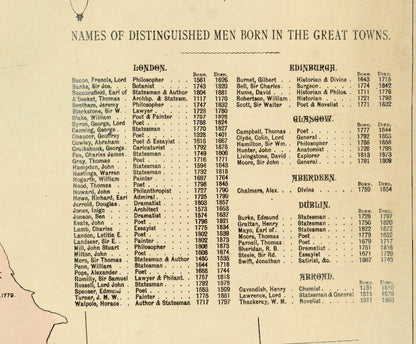 NAMES OF DISTINGUISHED MEN BORN IN THE GREAT TOWNS.
LONDON.
BORN. DIED.
Bacon, Francis, Lord Philosopher 1561 1626
Banks, Sir Jos. Botanist 1743 1820
Beaconsfield, Earl of Statesman & Author 1804 1881
A'Becket, Thomas Archbp. & Statesm. 1117 1170
Bentham, Jeremy Philosopher 1747 1832
Blackstone, Sir W. Lawyer 1723 1780
Blake, William Poet & Painter 1757
Byron, George, Lord Poet 1788 1824
Canning, George Statesman 1770 1827
Chaucer, Geoffrey Poet 1328
Cowley, Abraham Poet & Essayist 1618 1667
Cruikshank, George Caricaturist 1792 1878
Fox, Charles James Statesman 1749 1806
Gray, Thomas Poet 1716 1771
Hampden, John Statesman 1594 1643
Hastings, Warren Statesman 1732 1818
Hogarth, William Painter 1697 1764
Hood, Thomas Poet 1798 1845
Howard, John Philanthropist 1727 1790
Howe, Richard, Earl Admiral 1725 1799
Jerrold, Douglas Dramatist 1803 1857
Jones, Inigo Architect 1573
Jonson, Ben Dramatist 1574 1637
Keats, John Poet 1796 1821
Lamb, Charles Essayist 1775 1834
Landon, Letitia E. Poet 1802 1839
Landseer, Sir E. Painter 1802 1873
Mill, John Stuart Philosopher 1806 1873
Milton, John Poet 1608 1674
More, Sir Thomas Statesman & Author 1480 1535
Penn, William Statesman 1644 1718
Pope, Alexander Poet 1688 1744
Romilly, Sir Samuel Lawyer & Philant. 1757 1818
Russell, Lord John Statesman 1792 1878
Spenser, Edmund Poet 1553 1599
Turner, J. M. W. Painter 1775 1851
Walpole, Horace Author & Statesman 1717 1797
EDINBURGH.
BORN. DIED.
Burnet, Gilbert Historian & Divine 1643 1715
Bell, Sir Charles Surgeon 1774 1842
Hume, David Historian & Philos. 1711 1776
Robertson, William Historian 1721 1793
Scott, Sir Walter Poet & Novelist 1771 1832
GLASGOW.
Campbell, Thomas Poet 1777 1844
Clyde, Colin, Lord General 1792 1863
Hamilton, Sir Wm. Philosopher 1788 1856
Hunter, John Anatomist 1728 1793
Livingstone, David Explorer 1813 1873
Moore, Sir John General 1761 1809
ABERDEEN.
Chalmers, Alex. Divine 1759 1834
DUBLIN.
Burke, Edmund Statesman 1797
Grattan, Henry Statesman 1750 1820
Mayo, Earl of Statesman 1822 1872
Moore, Thomas Poet 1779
Parnell, Thomas Poet 1679 1717
Sheridan, R. B. Dramatist 1751 1816
Steele, Sir Rd. Essayist 1671 1729
Swift, Jonathan Satirist, &c. 1667 1745
ABROAD.
Cavendish, Henry Chemist 1731 1810
Lawrence, Lord Statesman & General 1811 1879
Thackeray, W. M. Novelist 1811 1863
1779.